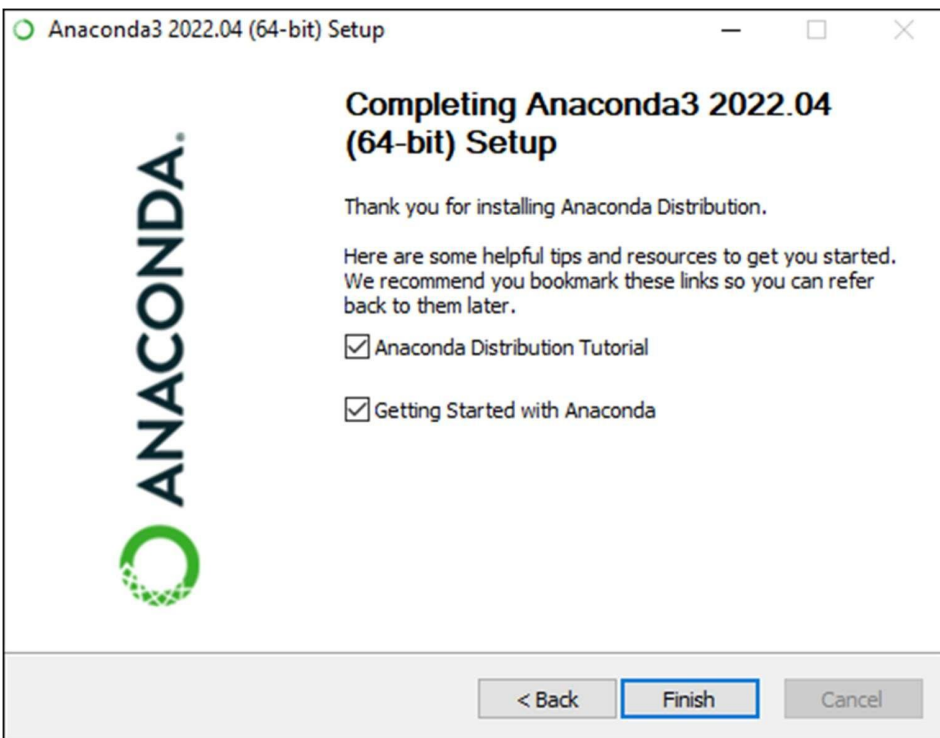 Anaconda3 2022.04 (64-bit) Setup
Completing Anaconda3 2022.04
(64-bit) Setup
Thank you for installing Anaconda Distribution.
Here are some helpful tips and resources to get you started.
We recommend you bookmark these links so you can refer
back to them later.
Anaconda Distribution Tutorial
Getting Started with Anaconda
ANACONDA.
< Back
Finish
Cancel